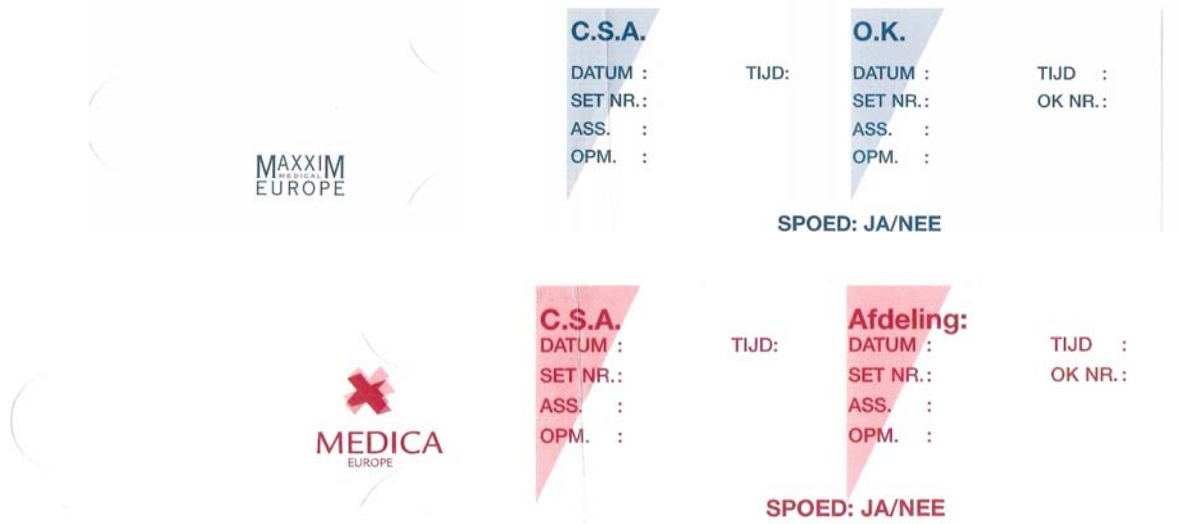 C.S.A.
DATUM : TIJD:
SET NR.:
ASS. :
OPM. :
O.K.
DATUM : TIJD :
SET NR.: OK NR.:
ASS. :
OPM. :
SPOED: JA/NEE
MAXXIM
MEDICAL
EUROPE
C.S.A.
DATUM : TIJD:
SET NR.:
ASS. :
OPM. :
Afdeling:
DATUM : TIJD :
SET NR.: OK NR.:
ASS. :
OPM. :
SPOED: JA/NEE
MEDICA
EUROPE